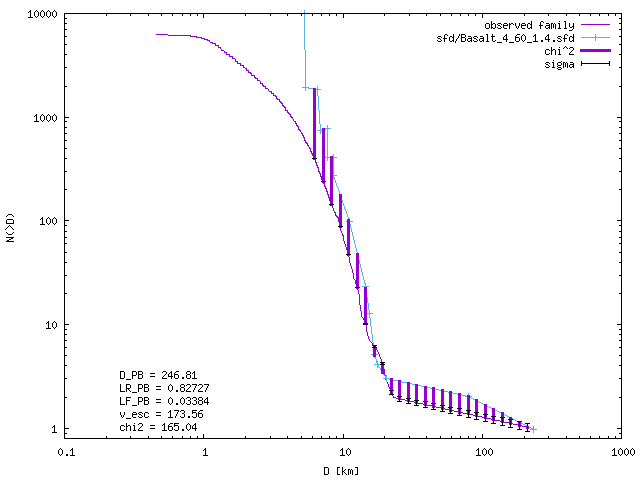 10000
1000
100
10
1
N(>D)
observed family
sfd/Basalt_4_60_1.4.sfd
chi^2
sigma
D_PB = 246.81
LR_PB = 0.82727
LF_PB = 0.03384
v_esc = 173.56
chi2 = 165.04
0.1 1 10 100 1000
D [km]